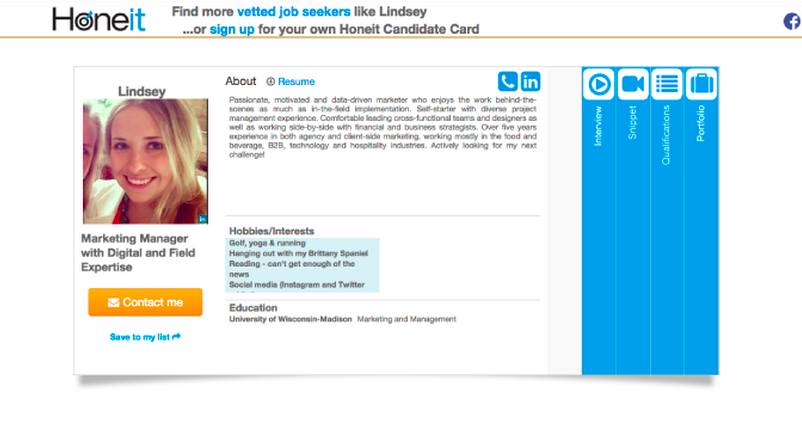 Honeit
Find more vetted job seekers like Lindsey
...or sign up for your own Honeit Candidate Card
Lindsey
Marketing Manager
with Digital and Field
Expertise
Contact me
Save to my list
About Resume
Passionate, motivated and data-driven marketer who enjoys the work behind-the-
scenes as much as in-the-field implementation. Self-starter with diverse project
management experience. Comfortable leading cross-functional teams and designers as
well as working side-by-side with financial and business strategists. Over five years
experience in both agency and client-side marketing, working mostly in the food and
beverage, B2B, technology and hospitality industries. Actively looking for my next
challenge!
Hobbies/Interests
Golf, yoga & running
Hanging out with my Brittany Spaniel
Reading - can't get enough of the
news
Social media (Instagram and Twitter
Education
University of Wisconsin-Madison Marketing and Management
Interview
Snippet
Qualifications
Portfolio